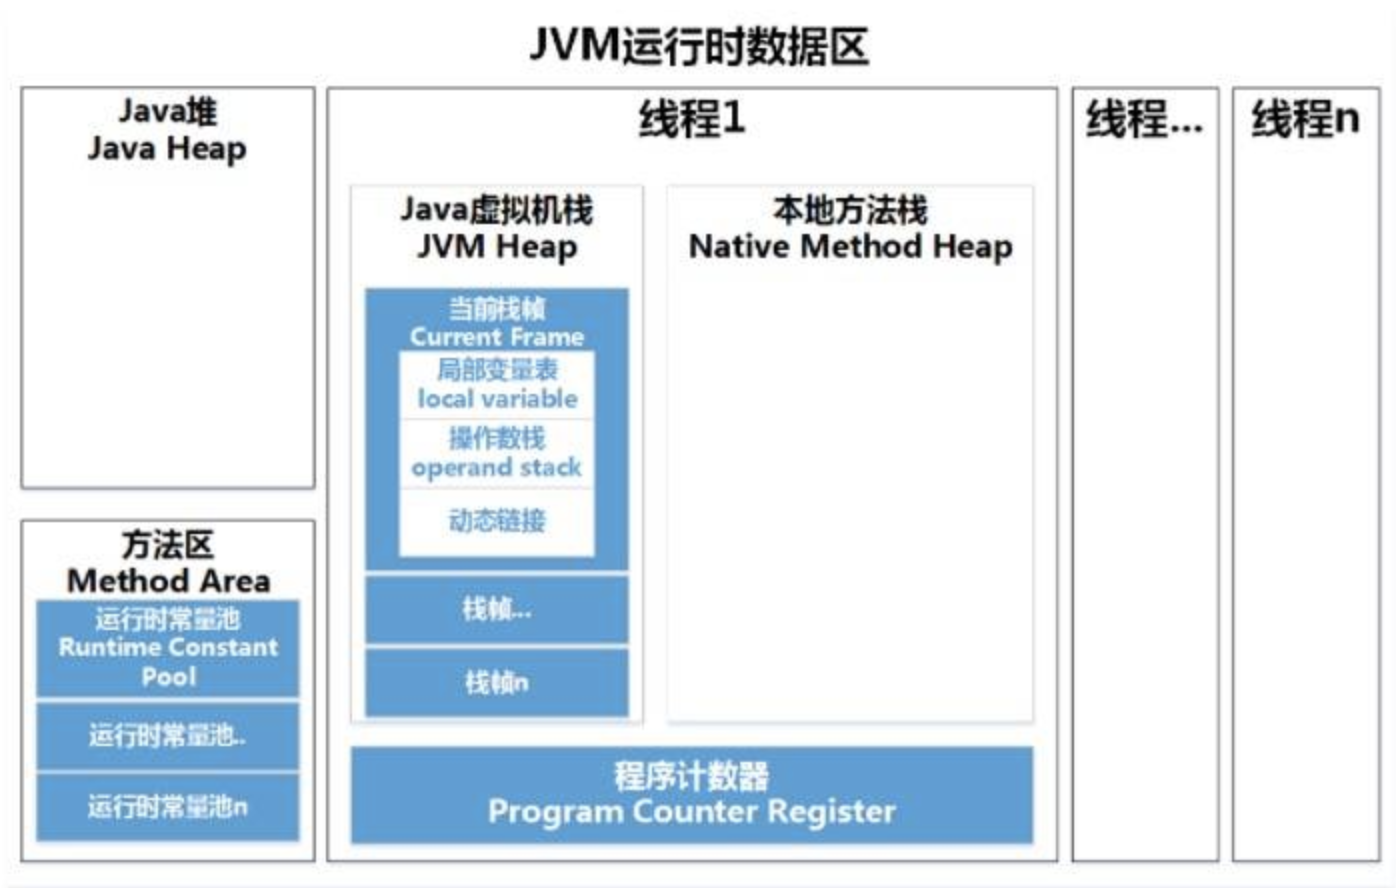 JVM运行时数据区
Java堆
Java Heap
方法区
Method Area
运行时常量池
Runtime Constant
Pool
运行时常量池..
运行时常量池n
线程1
Java虚拟机栈
JVM Heap
当前栈帧
Current Frame
局部变量表
local variable
操作数栈
operand stack
动态链接
栈帧...
栈帧n
本地方法栈
Native Method Heap
程序计数器
Program Counter Register
线程...
线程n